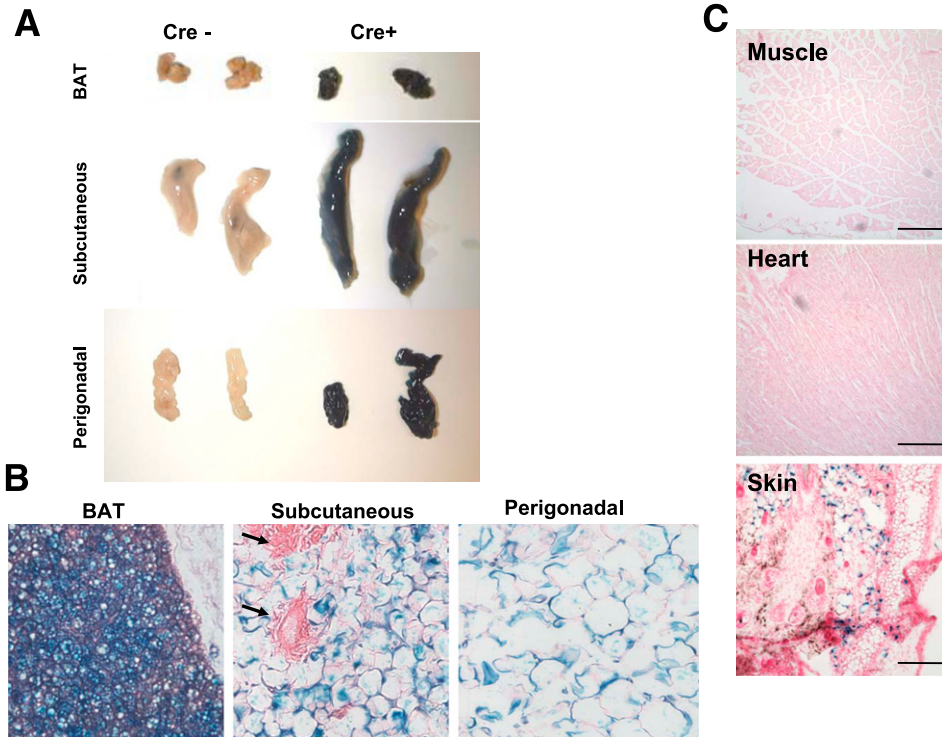 A
Cre -
Cre+
BAT
Subcutaneous
Perigonadal
B
BAT
Subcutaneous
Perigonadal
C
Muscle
Heart
Skin